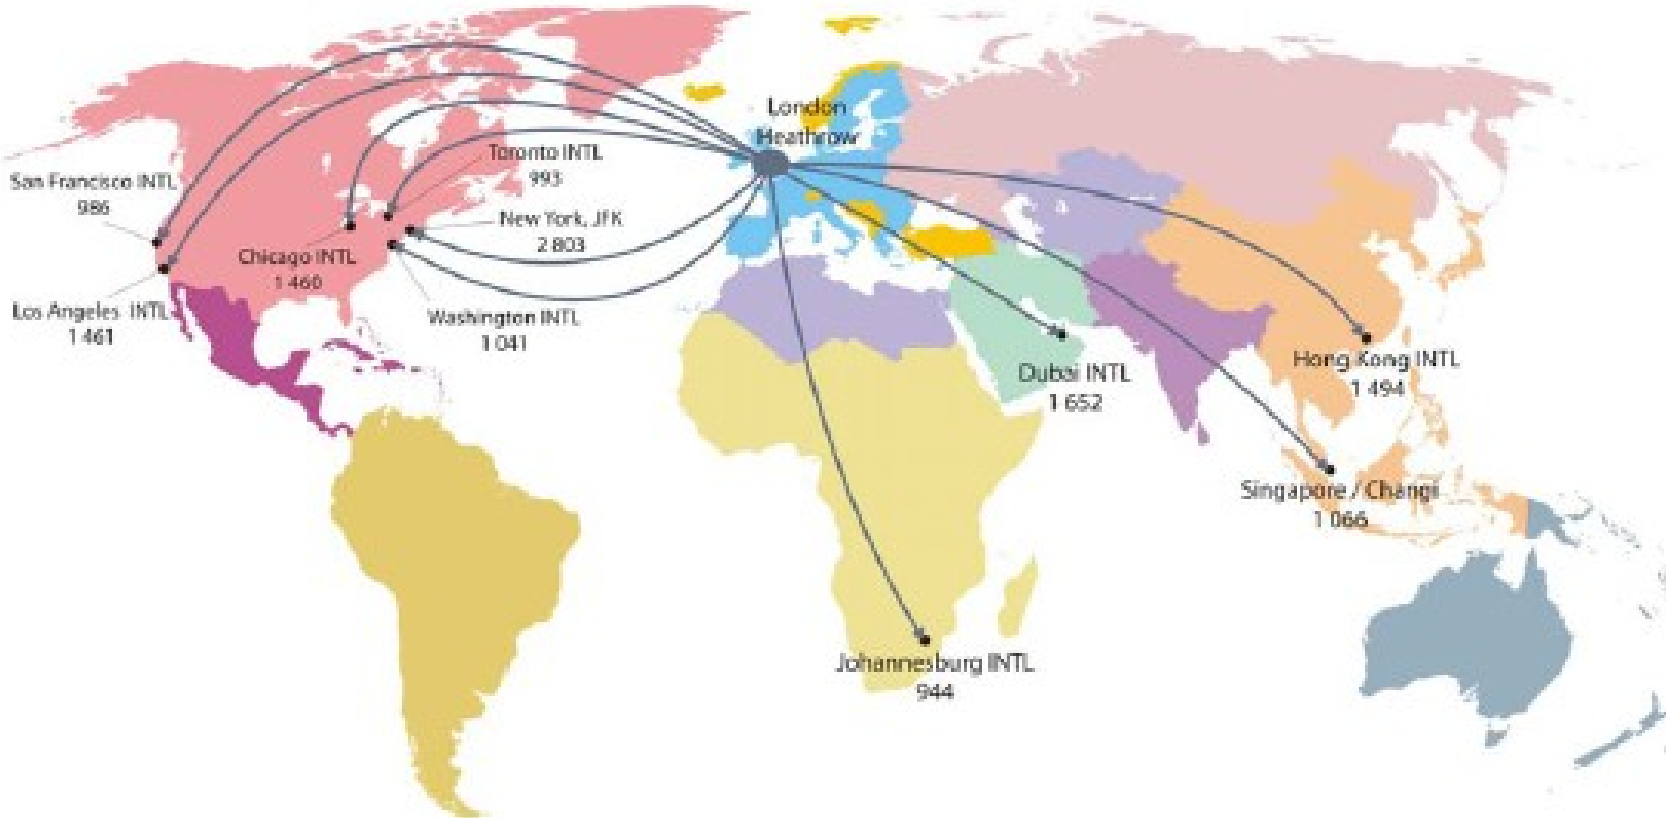 London
Heathrow
Toronto INTL
993
San Francisco INTL
986
New York, JFK
2 803
Chicago INTL
1 460
Los Angeles INTL
1 461
Washington INTL
1 041
Dubai INTL
1 652
Hong Kong INTL
1 494
Singapore / Changi
1 066
Johannesburg INTL
944